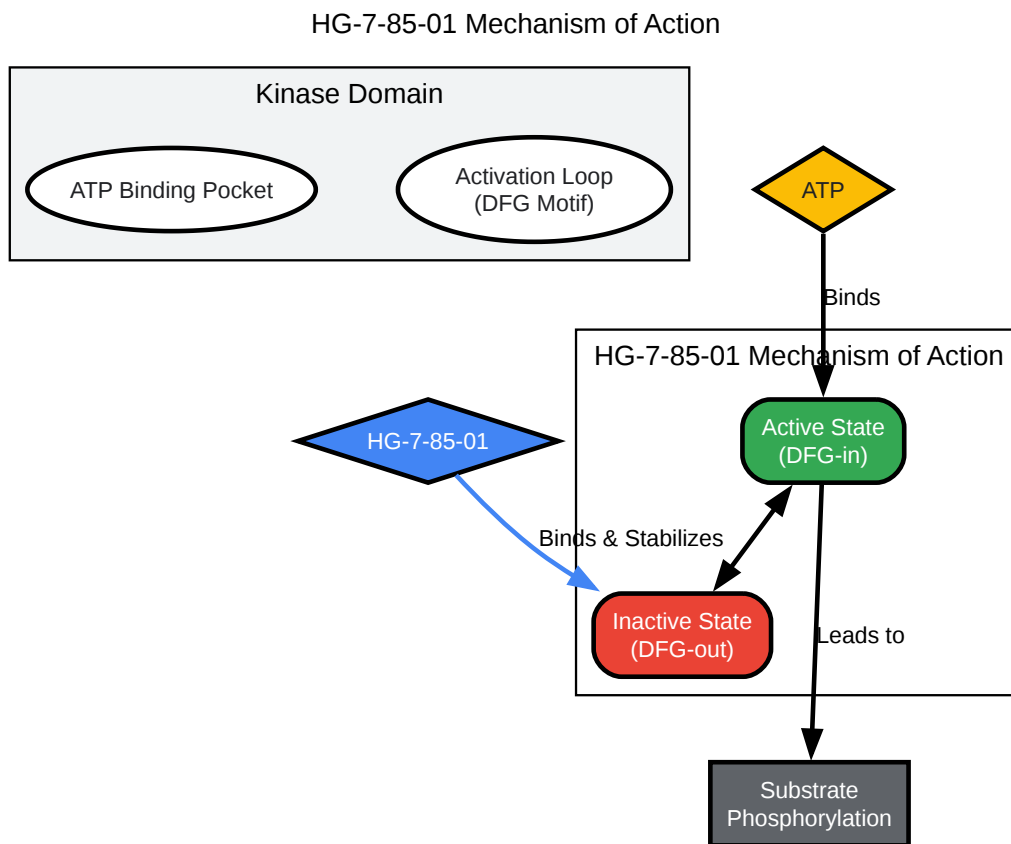 HG-7-85-01 Mechanism of Action
Kinase Domain
ATP Binding Pocket
Activation Loop
(DFG Motif)
ATP
Binds
HG-7-85-01 Mechanism of Action
HG-7-85-01
Active State
(DFG-in)
Binds & Stabilizes
Inactive State
(DFG-out)
Leads to
Substrate
Phosphorylation